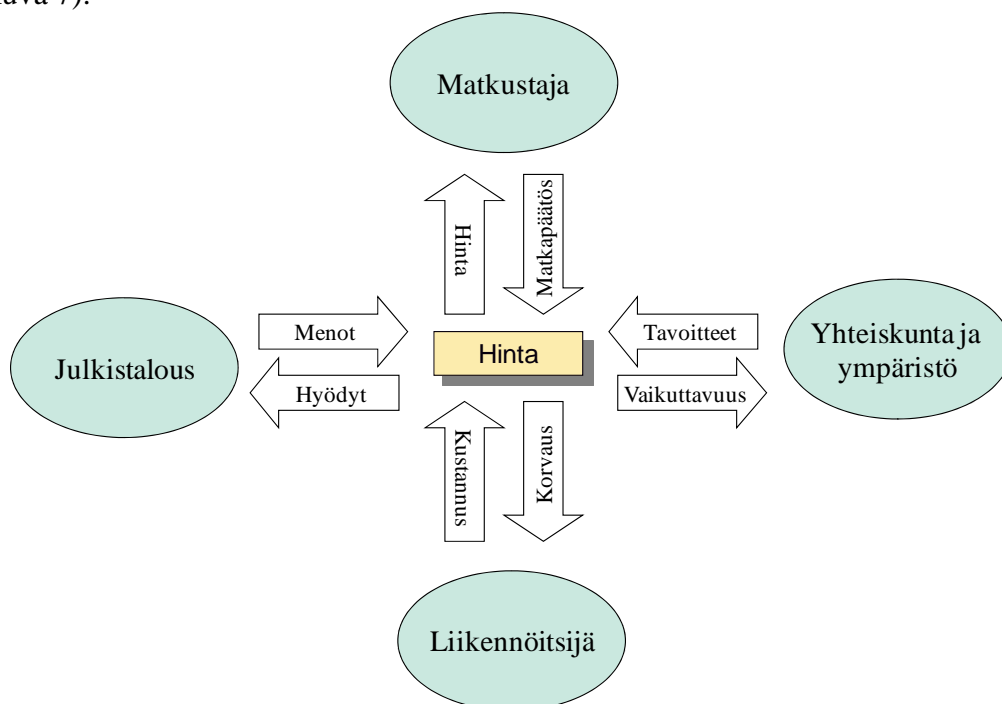 Kuva 7).
Matkustaja
Hinta
Matkapäätös
Julkistalous
Menot
Hyödyt
Hinta
Tavoitteet
Vaikuttavuus
Yhteiskunta ja
ympäristö
Kustannus
Korvaus
Liikennöitsijä